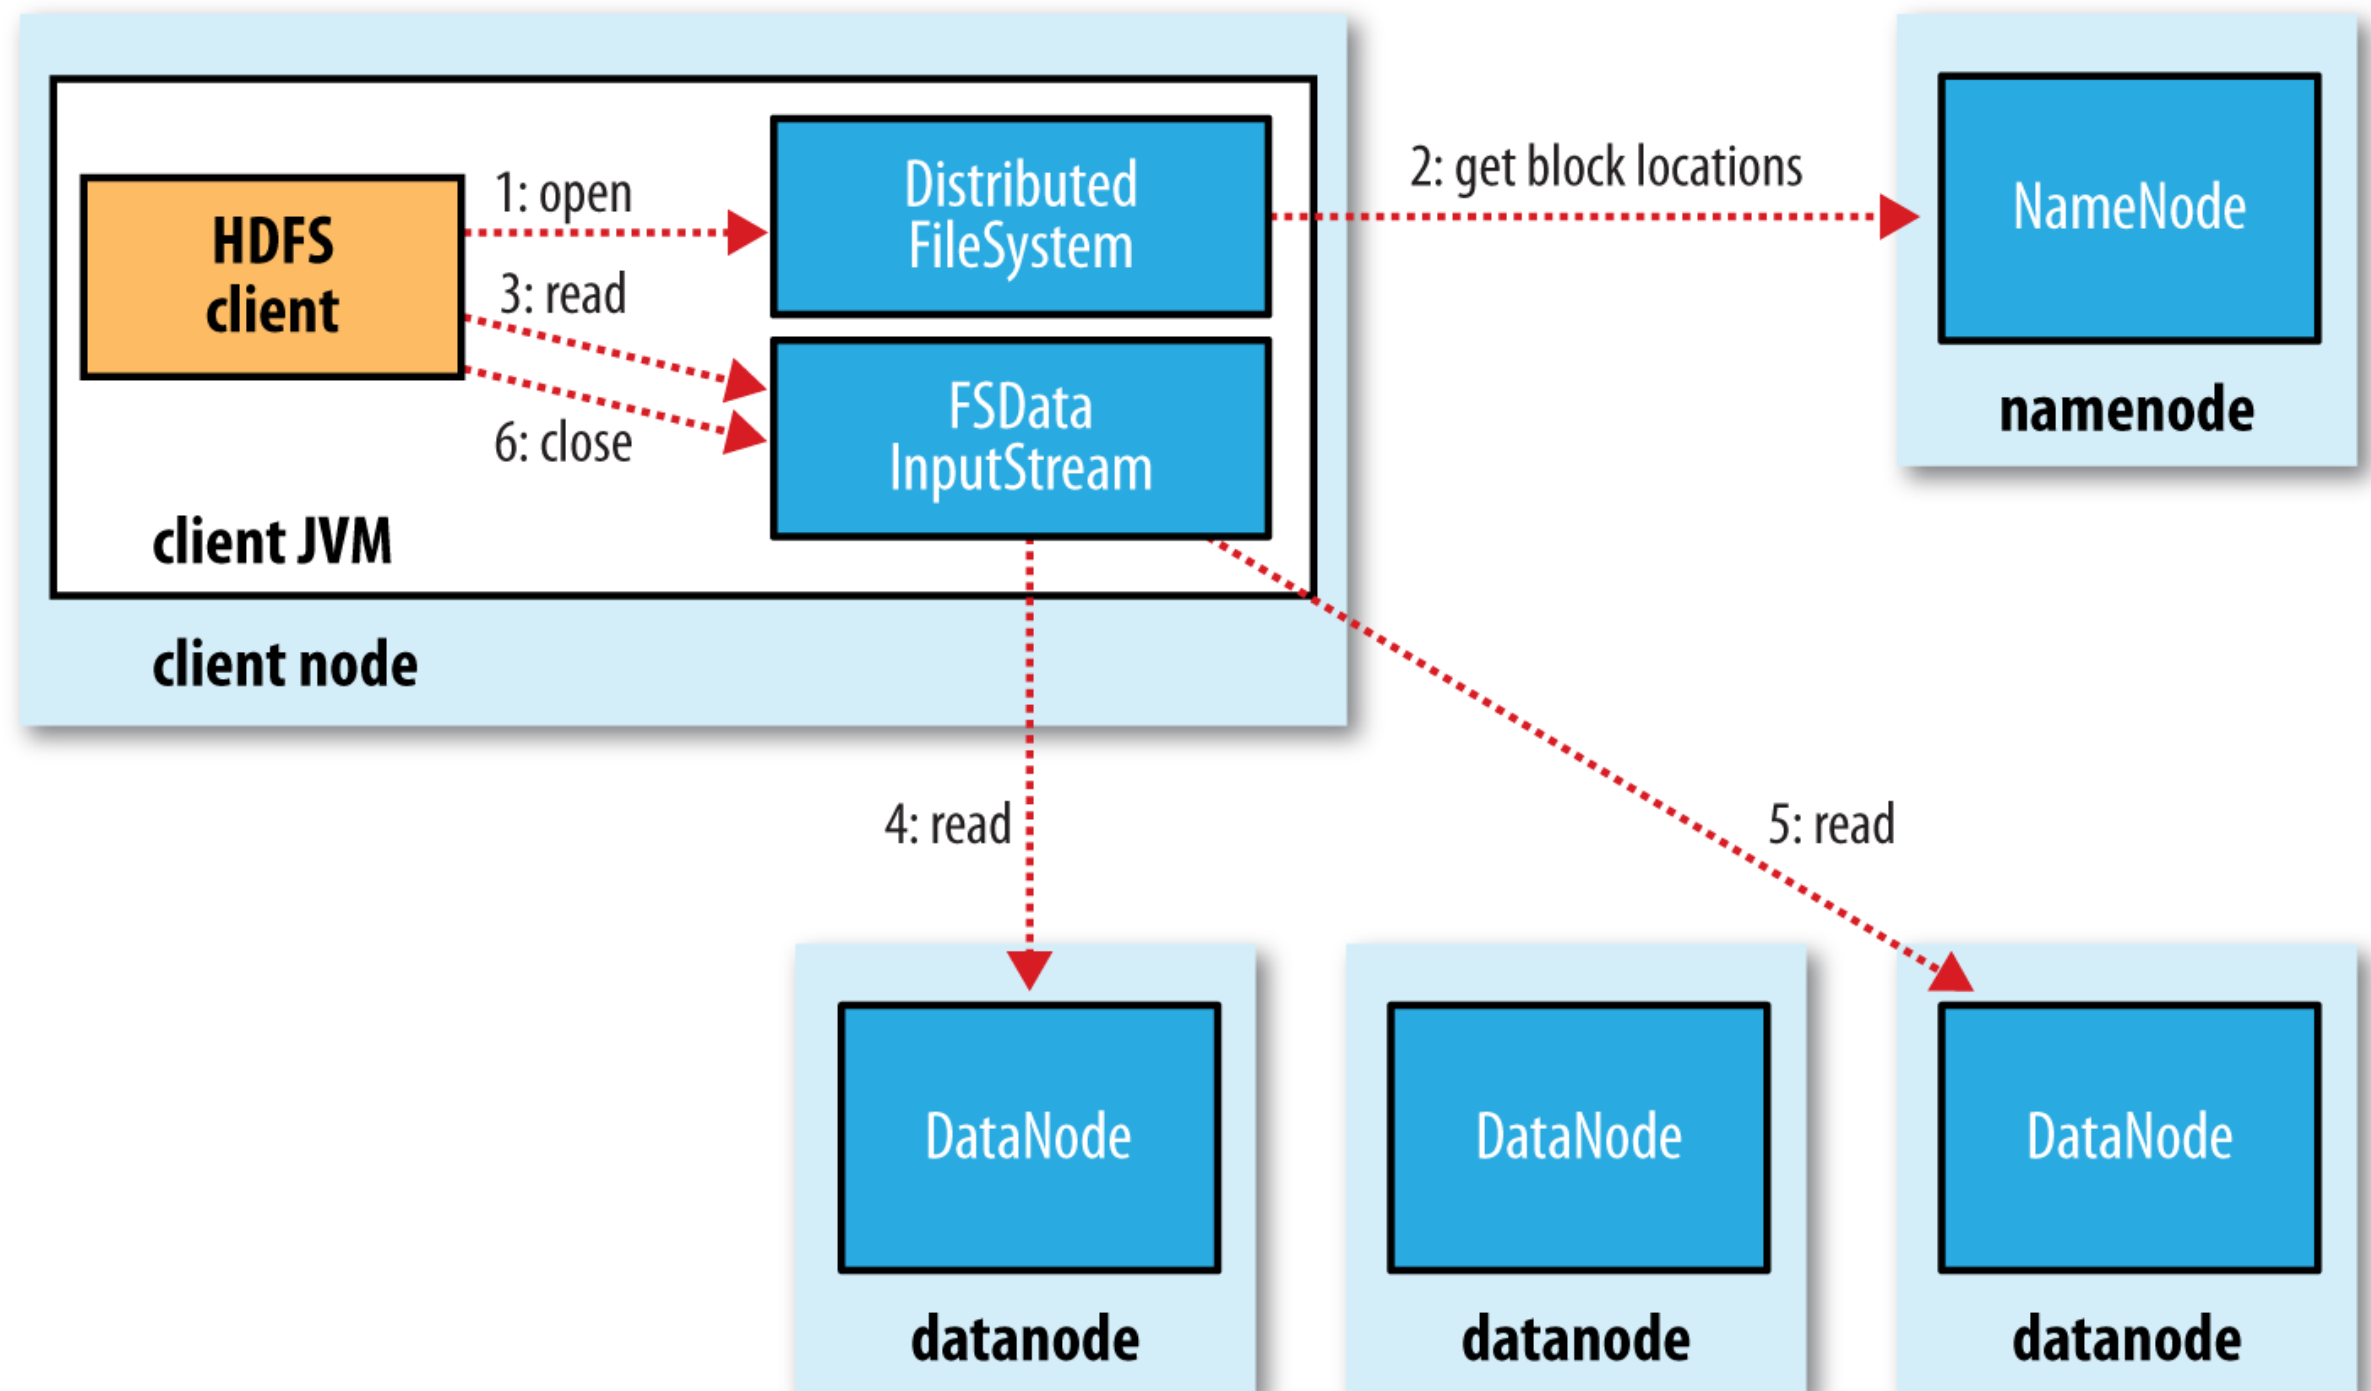 HDFS
client
1: open
3: read
6: close
Distributed
FileSystem
FSData
InputStream
client JVM
client node
2: get block locations
NameNode
namenode
4: read
5: read
DataNode
datanode
DataNode
datanode
DataNode
datanode